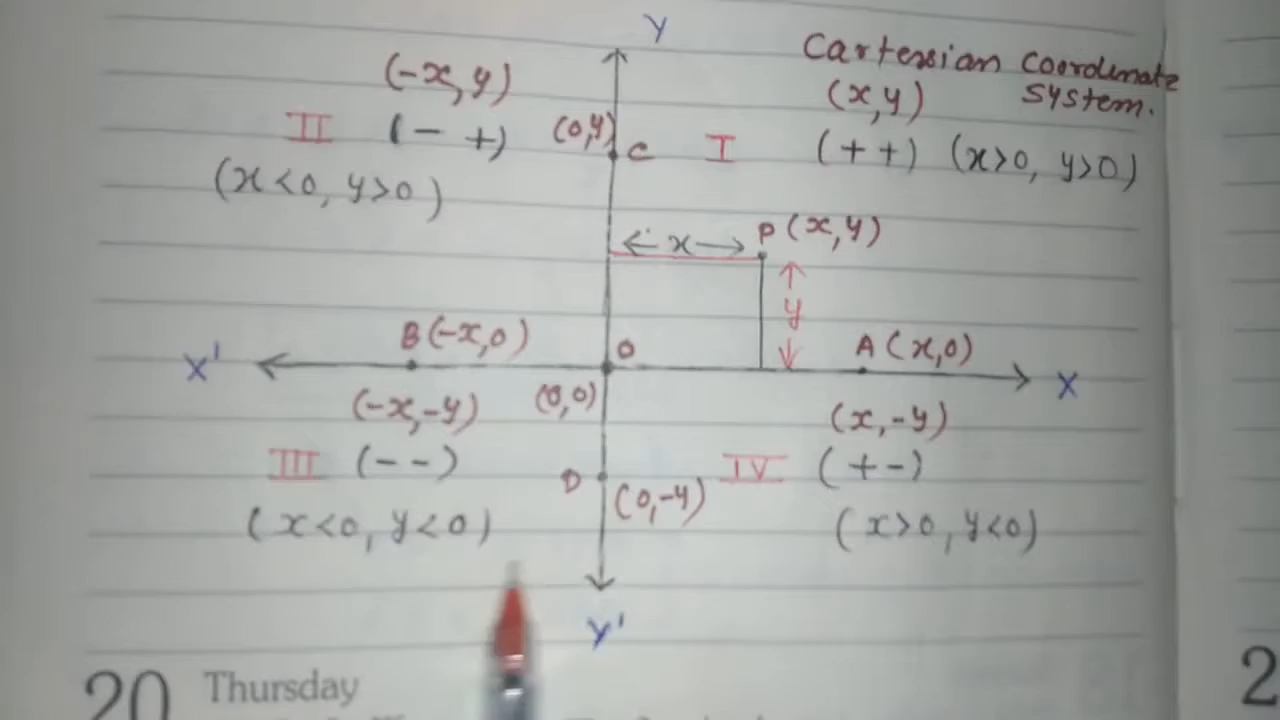 Y
Cartessian Coordinate
System.
(-x, y)
(x, y)
II (- +)
(0, y)
C
I (+ +) (x>0, y>0)
(x<0, y>0)
P (x, y)
x
y
B (-x, 0)
O
A (x, 0)
X'
X
(-x, -y)
(0, 0)
(x, -y)
III (- -)
D
IV (+ -)
(0, -y)
(x<0, y<0)
(x>0, y<0)
Y'
20 Thursday
2